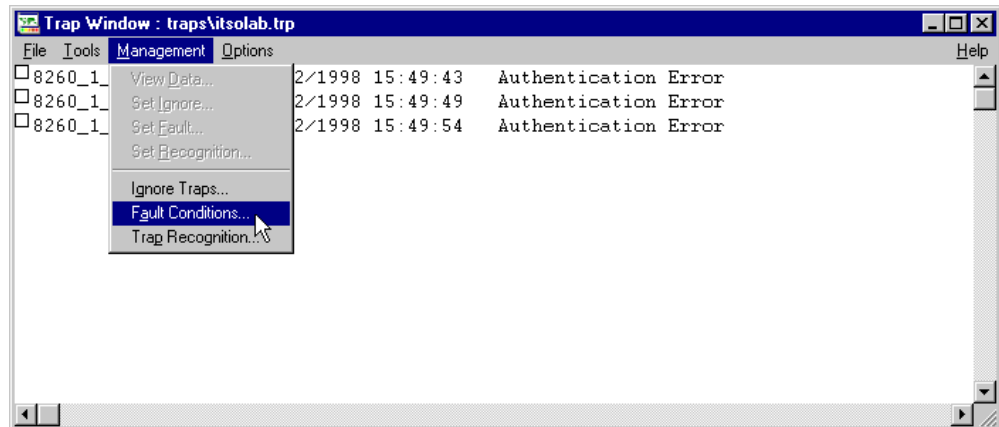 Trap Window : traps\itsolab.trp
File Tools Management Options Help
8260_1_ 2/1998 15:49:43 Authentication Error
8260_1_ 2/1998 15:49:49 Authentication Error
8260_1_ 2/1998 15:49:54 Authentication Error
View Data...
Set Ignore...
Set Fault...
Set Recognition...
Ignore Traps...
Fault Conditions...
Trap Recognition...